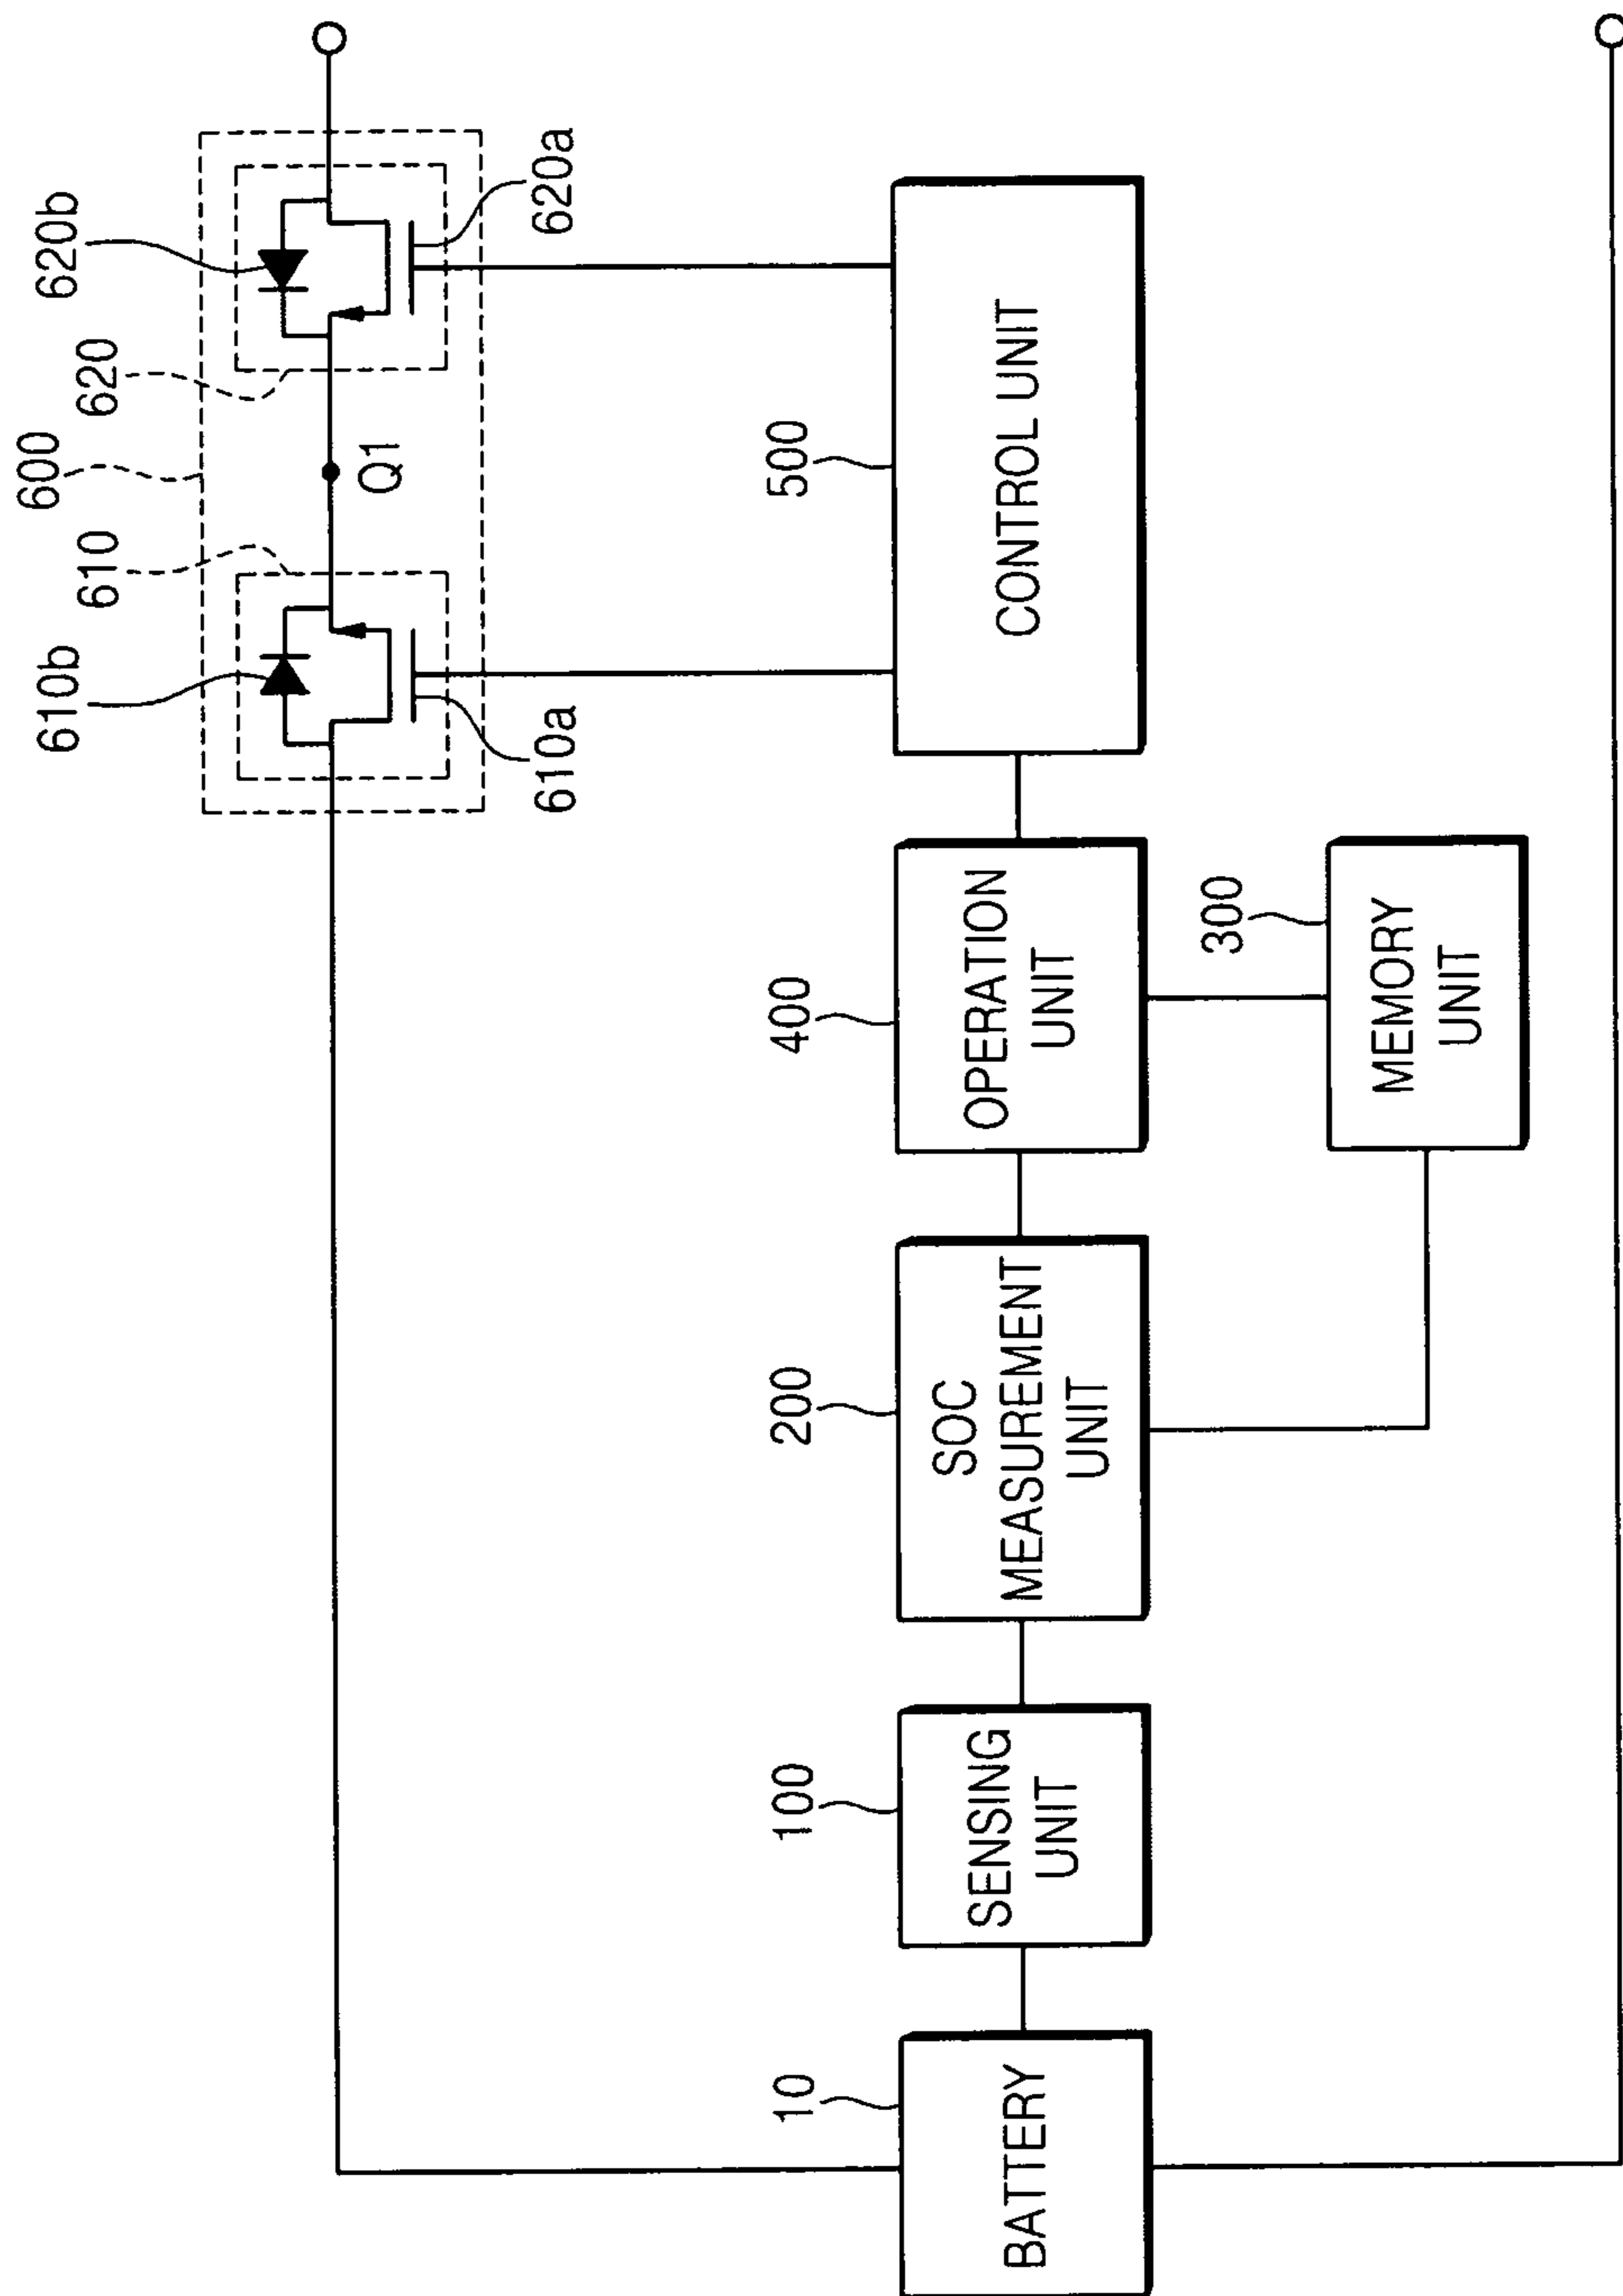 600
610
620
610b
620b
Q1
610a
620a
10
BATTERY
100
SENSING
UNIT
200
SOC
MEASUREMENT
UNIT
400
OPERATION
UNIT
500
CONTROL UNIT
300
MEMORY
UNIT